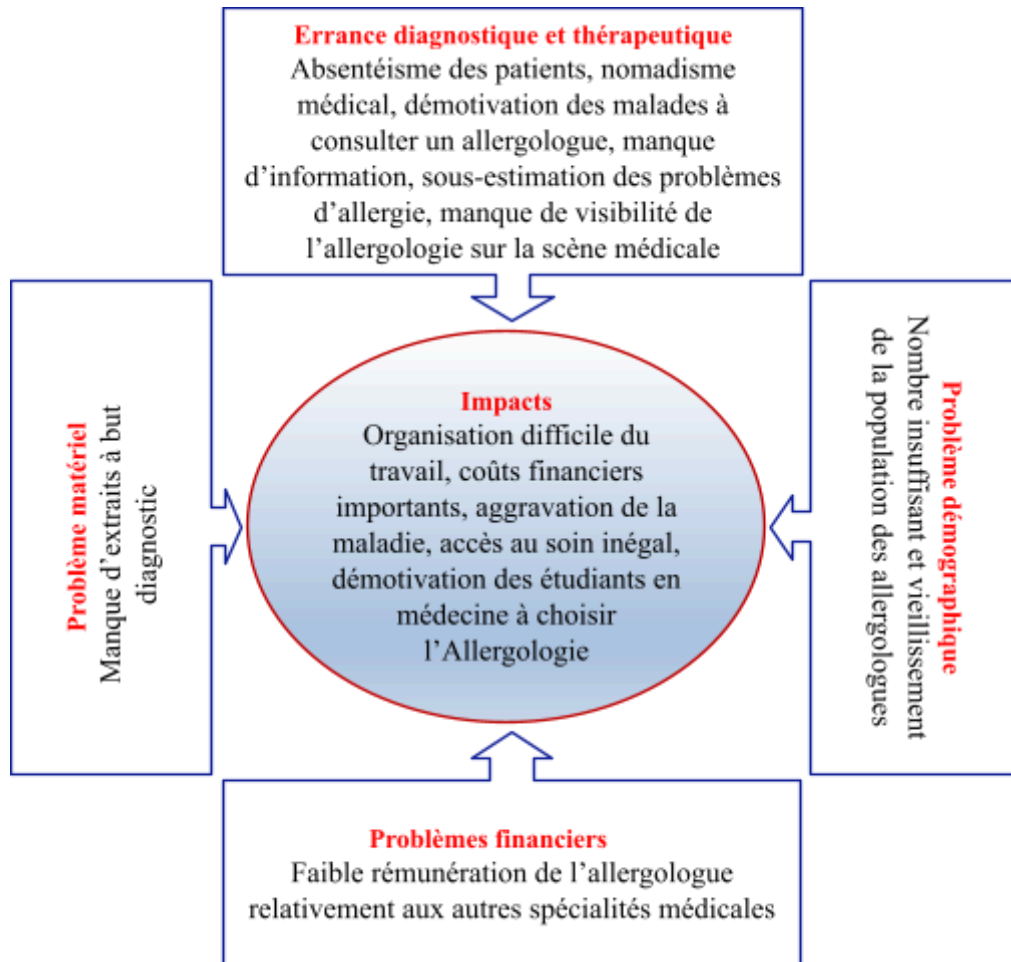 Errance diagnostique et thérapeutique
Absentéisme des patients, nomadisme
médical, démotivation des malades à
consulter un allergologue, manque
d'information, sous-estimation des problèmes
d'allergie, manque de visibilité de
l'allergologie sur la scène médicale
Problème matériel
Manque d'extraits à but
diagnostic
Impacts
Organisation difficile du
travail, coûts financiers
importants, aggravation de la
maladie, accès au soin inégal,
démotivation des étudiants en
médecine à choisir
l'Allergologie
Problème démographique
Nombre insuffisant et vieillissement
de la population des allergologues
Problèmes financiers
Faible rémunération de l'allergologue
relativement aux autres spécialités médicales